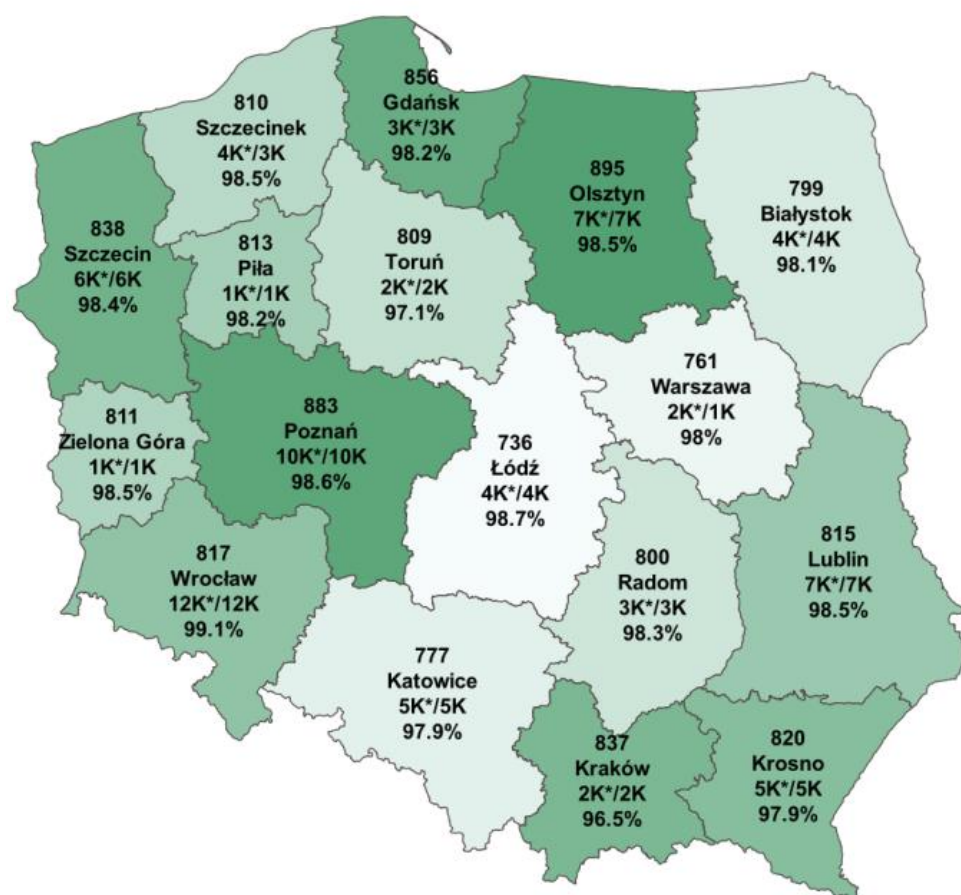 856
Gdańsk
3K*/3K
98.2%
810
Szczecinek
4K*/3K
98.5%
895
Olsztyn
7K*/7K
98.5%
799
Białystok
4K*/4K
98.1%
838
Szczecin
6K*/6K
98.4%
813
Piła
1K*/1K
98.2%
809
Toruń
2K*/2K
97.1%
761
Warszawa
2K*/1K
98%
811
Zielona Góra
1K*/1K
98.5%
883
Poznań
10K*/10K
98.6%
736
Łódź
4K*/4K
98.7%
815
Lublin
7K*/7K
98.5%
800
Radom
3K*/3K
98.3%
817
Wrocław
12K*/12K
99.1%
777
Katowice
5K*/5K
97.9%
837
Kraków
2K*/2K
96.5%
820
Krosno
5K*/5K
97.9%